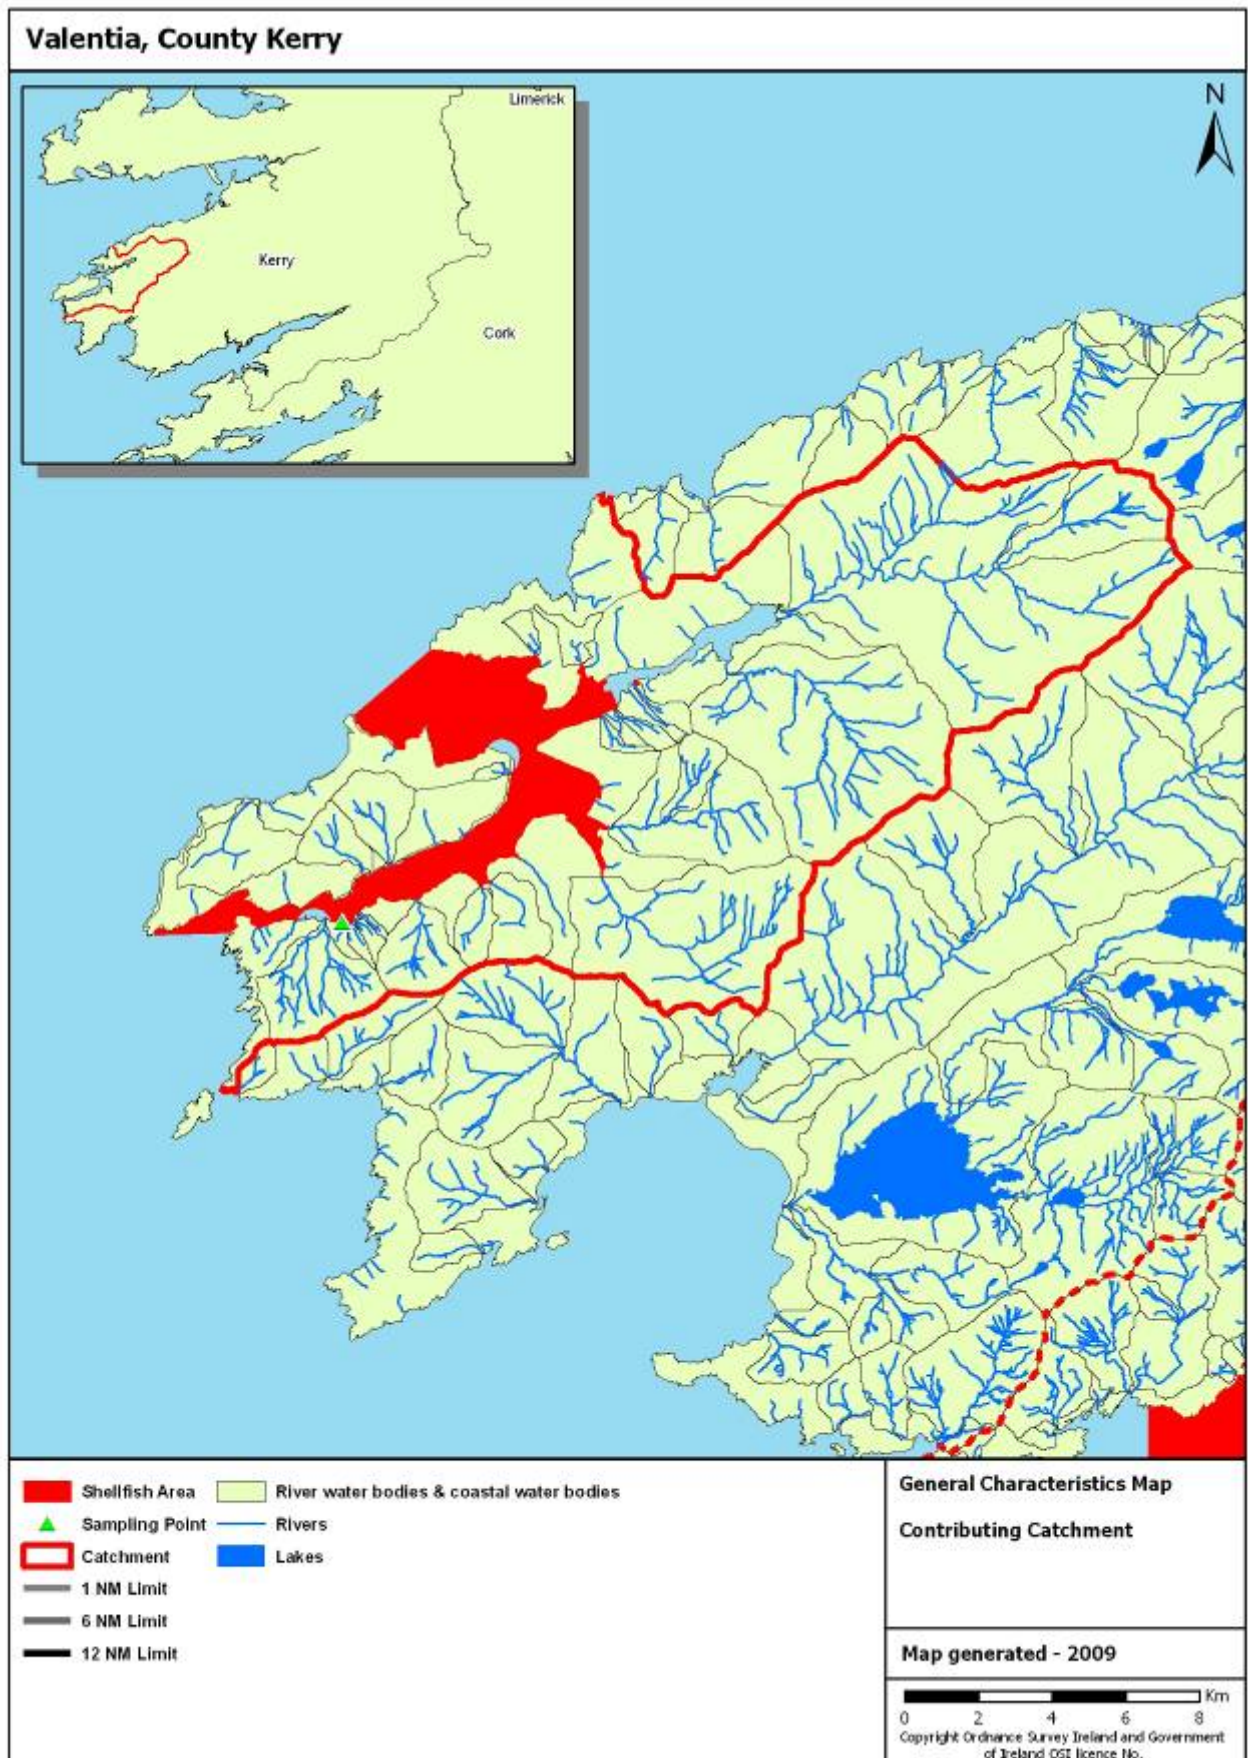 Valentia, County Kerry
Limerick
N
Kerry
Cork
Shellfish Area
River water bodies & coastal water bodies
Sampling Point
Rivers
Catchment
Lakes
1 NM Limit
6 NM Limit
12 NM Limit
General Characteristics Map
Contributing Catchment
Map generated - 2009
Km
0 2 4 6 8
Copyright Ordnance Survey Ireland and Government
of Ireland OSI licence No.